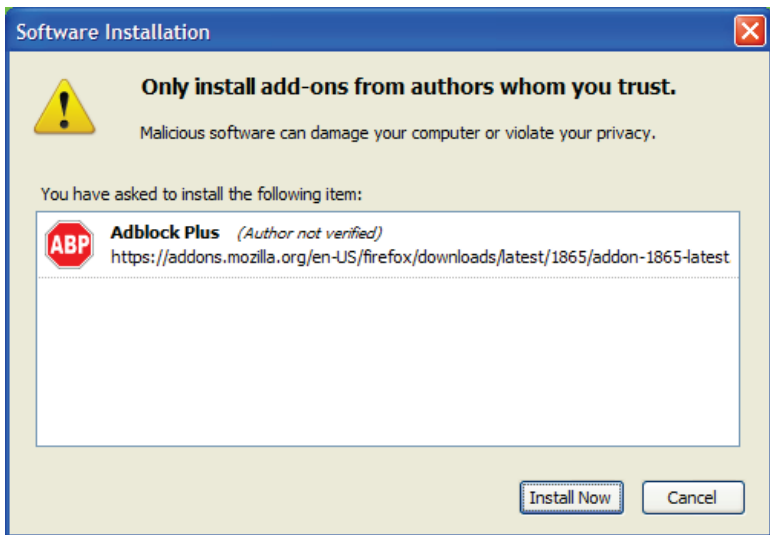 Software Installation
Only install add-ons from authors whom you trust.
Malicious software can damage your computer or violate your privacy.
You have asked to install the following item:
ABP
Adblock Plus (Author not verified)
https://addons.mozilla.org/en-US/firefox/downloads/latest/1865/addon-1865-latest
Install Now Cancel